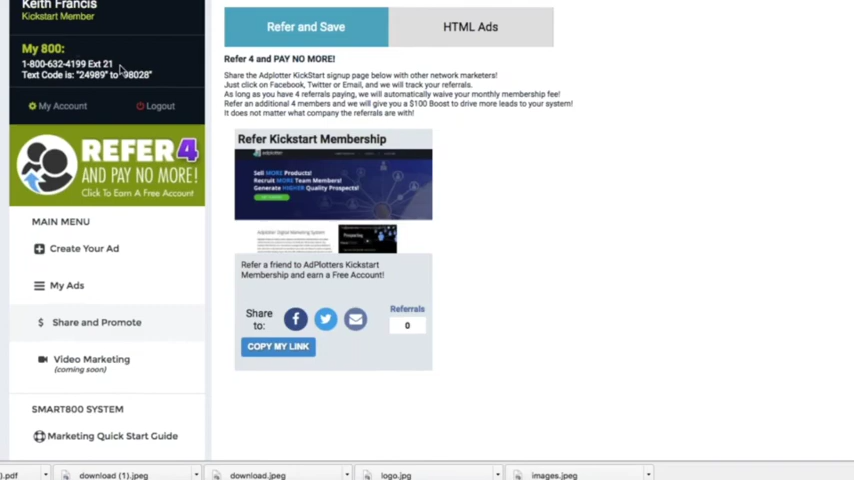 Keith Francis
Kickstart Member
My 800:
1-800-632-4199 Ext 21
Text Code is: "24989" to "98028"
My Account
Logout
REFER 4
AND PAY NO MORE!
Click To Earn A Free Account
MAIN MENU
Create Your Ad
My Ads
$ Share and Promote
Video Marketing
(coming soon)
SMART800 SYSTEM
Marketing Quick Start Guide
Refer and Save
HTML Ads
Refer 4 and PAY NO MORE!
Share the Adplotter KickStart signup page below with other network marketers!
Just click on Facebook, Twitter or Email, and we will track your referrals.
As long as you have 4 referrals paying, we will automatically waive your monthly membership fee!
Refer an additional 4 members and we will give you a $100 Boost to drive more leads to your system!
It does not matter what company the referrals are with!
Refer Kickstart Membership
adplotter
Sell MORE Products!
Recruit MORE Team Members!
Generate HIGHER Quality Prospects!
Adplotter Digital Marketing System
Refer a friend to AdPlotters Kickstart
Membership and earn a Free Account!
Share
to:
Referrals
0
COPY MY LINK
).pdf
download (1).jpeg
download.jpeg
logo.jpg
images.jpeg